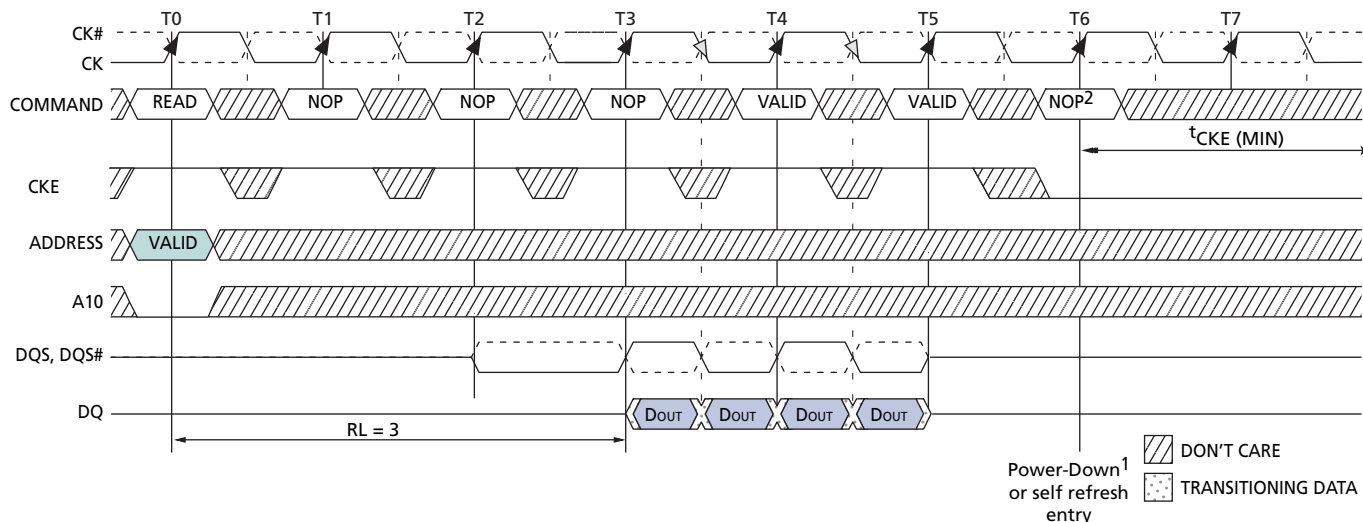 T0 T1 T2 T3 T4 T5 T6 T7
CK#
CK
COMMAND READ NOP NOP NOP VALID VALID NOP2
tCKE (MIN)
CKE
ADDRESS VALID
A10
DQS, DQS#
DQ DOUT DOUT DOUT DOUT
RL = 3
Power-Down1
or self refresh
entry
DON'T CARE
TRANSITIONING DATA